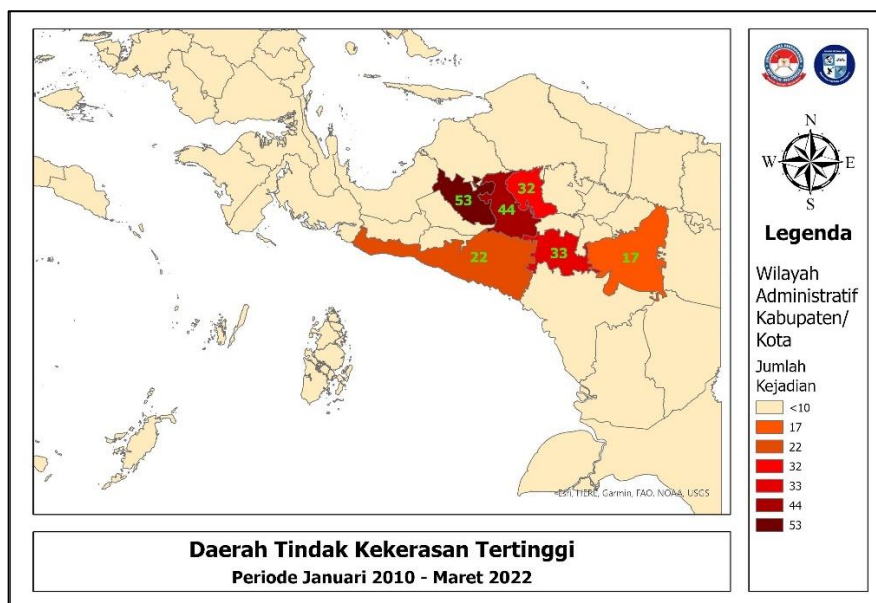 53
44
32
22
33
17
Esri, HERE, Garmin, FAO, NOAA, USGS
Daerah Tindak Kekerasan Tertinggi
Periode Januari 2010 - Maret 2022
N
W
E
S
Legenda
Wilayah
Administratif
Kabupaten/
Kota
Jumlah
Kejadian
<10
17
22
32
33
44
53